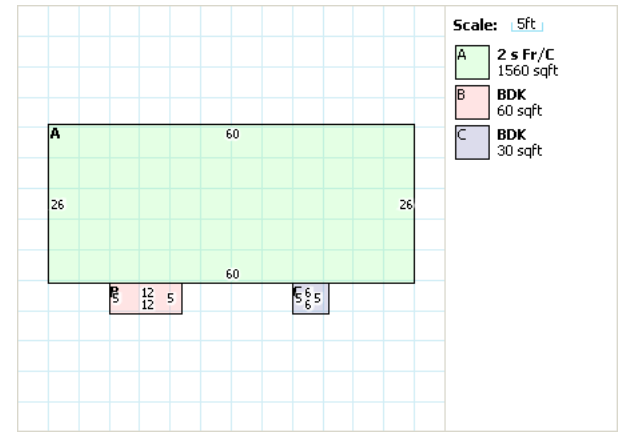 Scale: 5ft
A 2 s Fr/C
1560 sqft
B BDK
60 sqft
C BDK
30 sqft
A 60
26 26
60
B 12
5 5
12
C 6
5 5
6